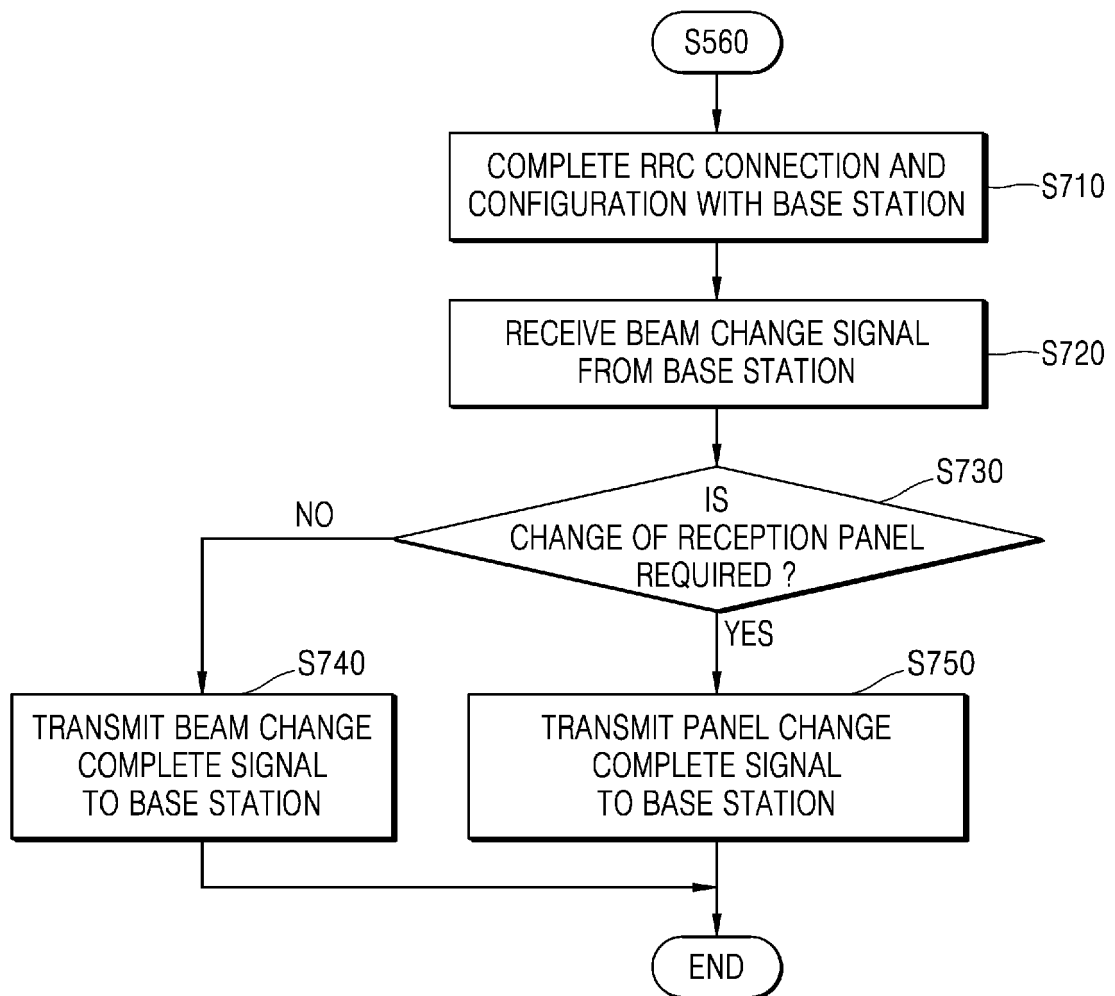 S560
COMPLETE RRC CONNECTION AND
CONFIGURATION WITH BASE STATION
S710
RECEIVE BEAM CHANGE SIGNAL
FROM BASE STATION
S720
S730
IS
CHANGE OF RECEPTION PANEL
REQUIRED ?
NO
YES
S740
TRANSMIT BEAM CHANGE
COMPLETE SIGNAL
TO BASE STATION
S750
TRANSMIT PANEL CHANGE
COMPLETE SIGNAL
TO BASE STATION
END